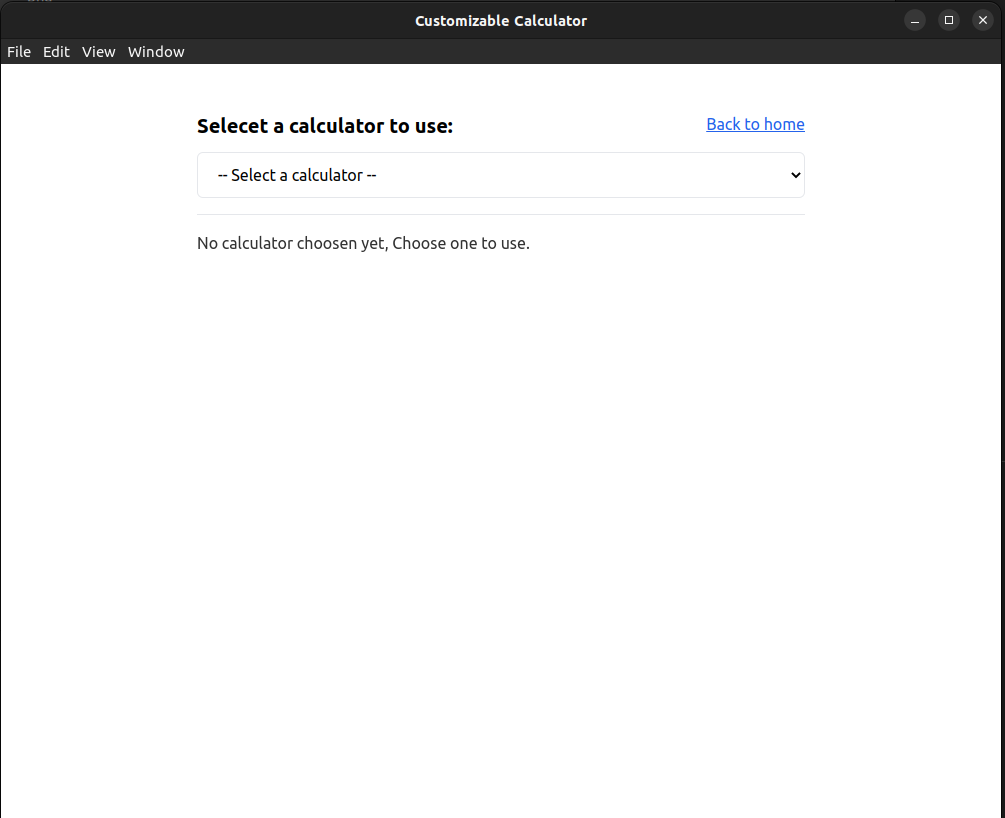 Customizable Calculator
File Edit View Window
Selecet a calculator to use:
Back to home
-- Select a calculator --
No calculator choosen yet, Choose one to use.